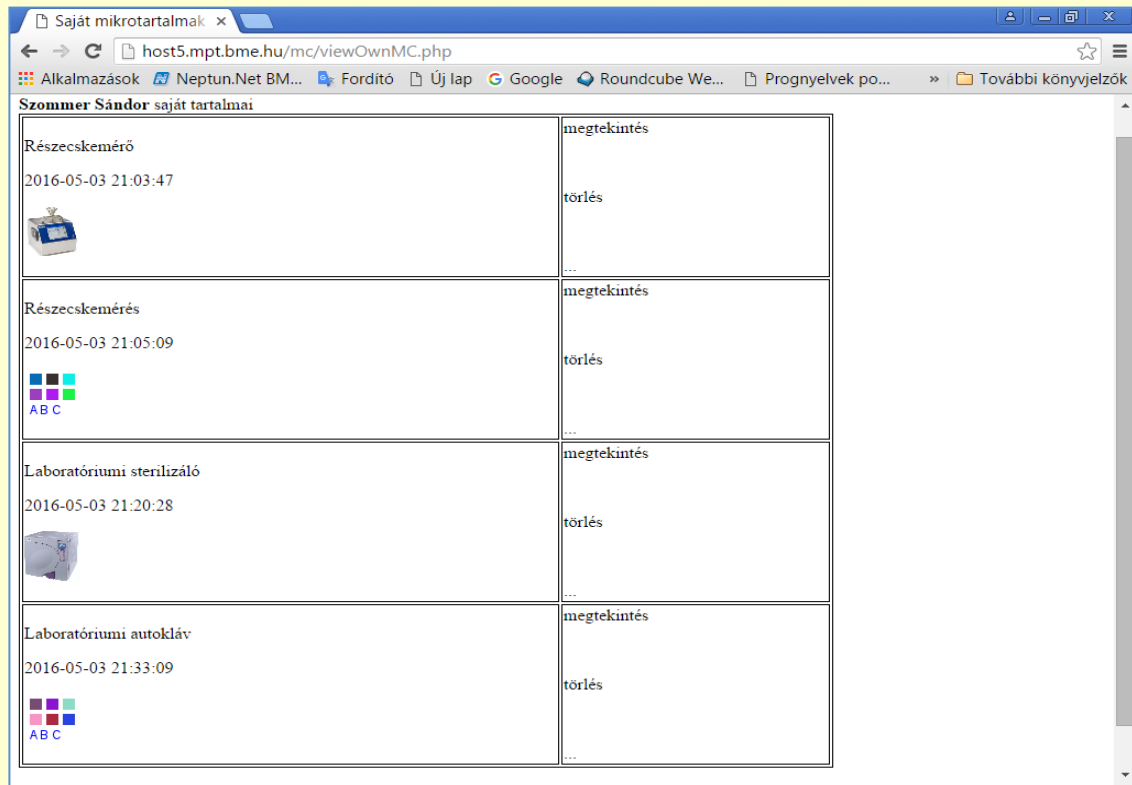 Saját mikrotartalmak
host5.mpt.bme.hu/mc/viewOwnMC.php
Alkalmazások Neptun.Net BM... Fordító Új lap Google Roundcube We... Prognyelvek po... » További könyvjelzők
Szommer Sándor saját tartalmai
Részecskemérő
2016-05-03 21:03:47
megtekintés
törlés
...
Részecskemérés
2016-05-03 21:05:09
A B C
megtekintés
törlés
...
Laboratóriumi sterilizáló
2016-05-03 21:20:28
megtekintés
törlés
...
Laboratóriumi autokláv
2016-05-03 21:33:09
A B C
megtekintés
törlés
...